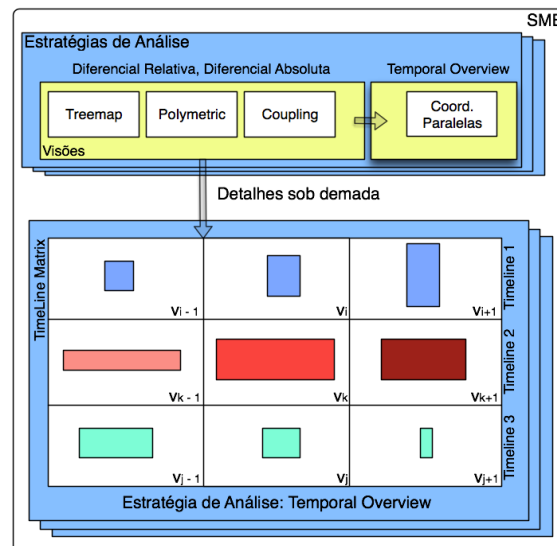 SME
Estratégias de Análise
Diferencial Relativa, Diferencial Absoluta
Temporal Overview
Treemap
Polymetric
Coupling
Coord.
Paralelas
Visões
Detalhes sob demada
TimeLine Matrix
Vi - 1
Vi
Vi+1
Timeline 1
Vk - 1
Vk
Vk+1
Timeline 2
Vj - 1
Vj
Vj+1
Timeline 3
Estratégia de Análise: Temporal Overview